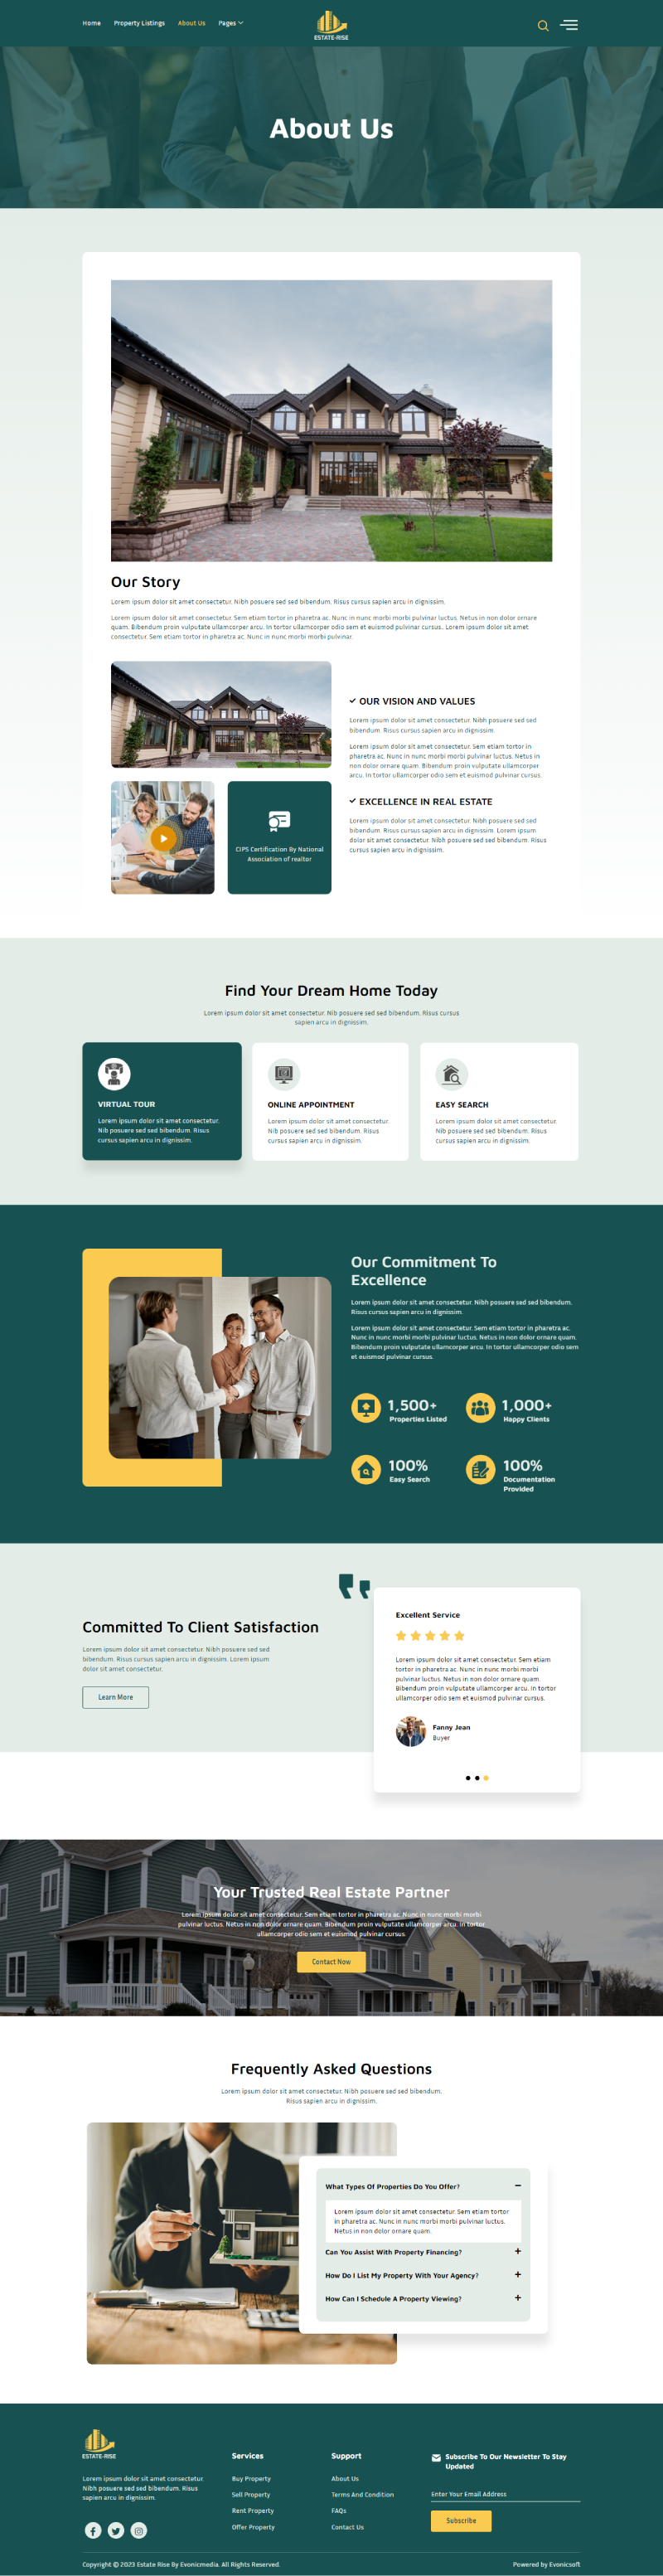 Home Property Listings About Us Pages
ESTATE-RISE
About Us
Our Story
Lorem ipsum dolor sit amet consectetur. Nibh posuere sed sed bibendum. Risus cursus sapien arcu in dignissim.
Lorem ipsum dolor sit amet consectetur. Sem etiam tortor in pharetra ac. Nunc in nunc morbi morbi pulvinar luctus. Netus in non dolor ornare
quam. Bibendum proin vulputate ullamcorper arcu. In tortor ullamcorper odio sem et euismod pulvinar cursus.. Lorem ipsum dolor sit amet
consectetur. Sem etiam tortor in pharetra ac. Nunc in nunc morbi morbi pulvinar.
OUR VISION AND VALUES
Lorem ipsum dolor sit amet consectetur. Nibh posuere sed sed
bibendum. Risus cursus sapien arcu in dignissim.
Lorem ipsum dolor sit amet consectetur. Sem etiam tortor in
pharetra ac. Nunc in nunc morbi morbi pulvinar luctus. Netus in
non dolor ornare quam. Bibendum proin vulputate ullamcorper
arcu. In tortor ullamcorper odio sem et euismod pulvinar cursus.
EXCELLENCE IN REAL ESTATE
Lorem ipsum dolor sit amet consectetur. Nibh posuere sed sed
bibendum. Risus cursus sapien arcu in dignissim. Lorem ipsum
dolor sit amet consectetur. Nibh posuere sed sed bibendum. Risus
cursus sapien arcu in dignissim.
CIPS Certification By National
Association of realtor
Find Your Dream Home Today
Lorem ipsum dolor sit amet consectetur. Nib posuere sed sed bibendum. Risus cursus
sapien arcu in dignissim.
VIRTUAL TOUR
Lorem ipsum dolor sit amet consectetur.
Nib posuere sed sed bibendum. Risus
cursus sapien arcu in dignissim.
ONLINE APPOINTMENT
Lorem ipsum dolor sit amet consectetur.
Nib posuere sed sed bibendum. Risus
cursus sapien arcu in dignissim.
EASY SEARCH
Lorem ipsum dolor sit amet consectetur.
Nib posuere sed sed bibendum. Risus
cursus sapien arcu in dignissim.
Our Commitment To
Excellence
Lorem ipsum dolor sit amet consectetur. Nibh posuere sed sed bibendum.
Risus cursus sapien arcu in dignissim.
Lorem ipsum dolor sit amet consectetur. Sem etiam tortor in pharetra ac.
Nunc in nunc morbi morbi pulvinar luctus. Netus in non dolor ornare quam.
Bibendum proin vulputate ullamcorper arcu. In tortor ullamcorper odio sem
et euismod pulvinar cursus.
1,500+
Properties Listed
1,000+
Happy Clients
100%
Easy Search
100%
Documentation
Provided
Committed To Client Satisfaction
Lorem ipsum dolor sit amet consectetur. Nibh posuere sed sed
bibendum. Risus cursus sapien arcu in dignissim. Lorem ipsum
dolor sit amet consectetur.
Learn More
Excellent Service
Lorem ipsum dolor sit amet consectetur. Sem etiam
tortor in pharetra ac. Nunc in nunc morbi morbi
pulvinar luctus. Netus in non dolor ornare quam.
Bibendum proin vulputate ullamcorper arcu. In tortor
ullamcorper odio sem et euismod pulvinar cursus.
Fanny Jean
Buyer
Your Trusted Real Estate Partner
Lorem ipsum dolor sit amet consectetur. Sem etiam tortor in pharetra ac. Nunc in nunc morbi morbi
pulvinar luctus. Netus in non dolor ornare quam. Bibendum proin vulputate ullamcorper arcu. In tortor
ullamcorper odio sem et euismod pulvinar cursus.
Contact Now
Frequently Asked Questions
Lorem ipsum dolor sit amet consectetur. Nibh posuere sed sed bibendum.
Risus cursus sapien arcu in dignissim.
What Types Of Properties Do You Offer?
Lorem ipsum dolor sit amet consectetur. Sem etiam tortor
in pharetra ac. Nunc in nunc morbi morbi pulvinar luctus.
Netus in non dolor ornare quam.
Can You Assist With Property Financing?
How Do I List My Property With Your Agency?
How Can I Schedule A Property Viewing?
ESTATE-RISE
Lorem ipsum dolor sit amet consectetur.
Nibh posuere sed sed bibendum. Risus
sapien arcu in dignissim.
Services
Buy Property
Sell Property
Rent Property
Offer Property
Support
About Us
Terms And Condition
FAQs
Contact Us
Subscribe To Our Newsletter To Stay
Updated
Enter Your Email Address
Subscribe
Copyright © 2023 Estate Rise By Evonicmedia. All Rights Reserved.
Powered by Evonicsoft